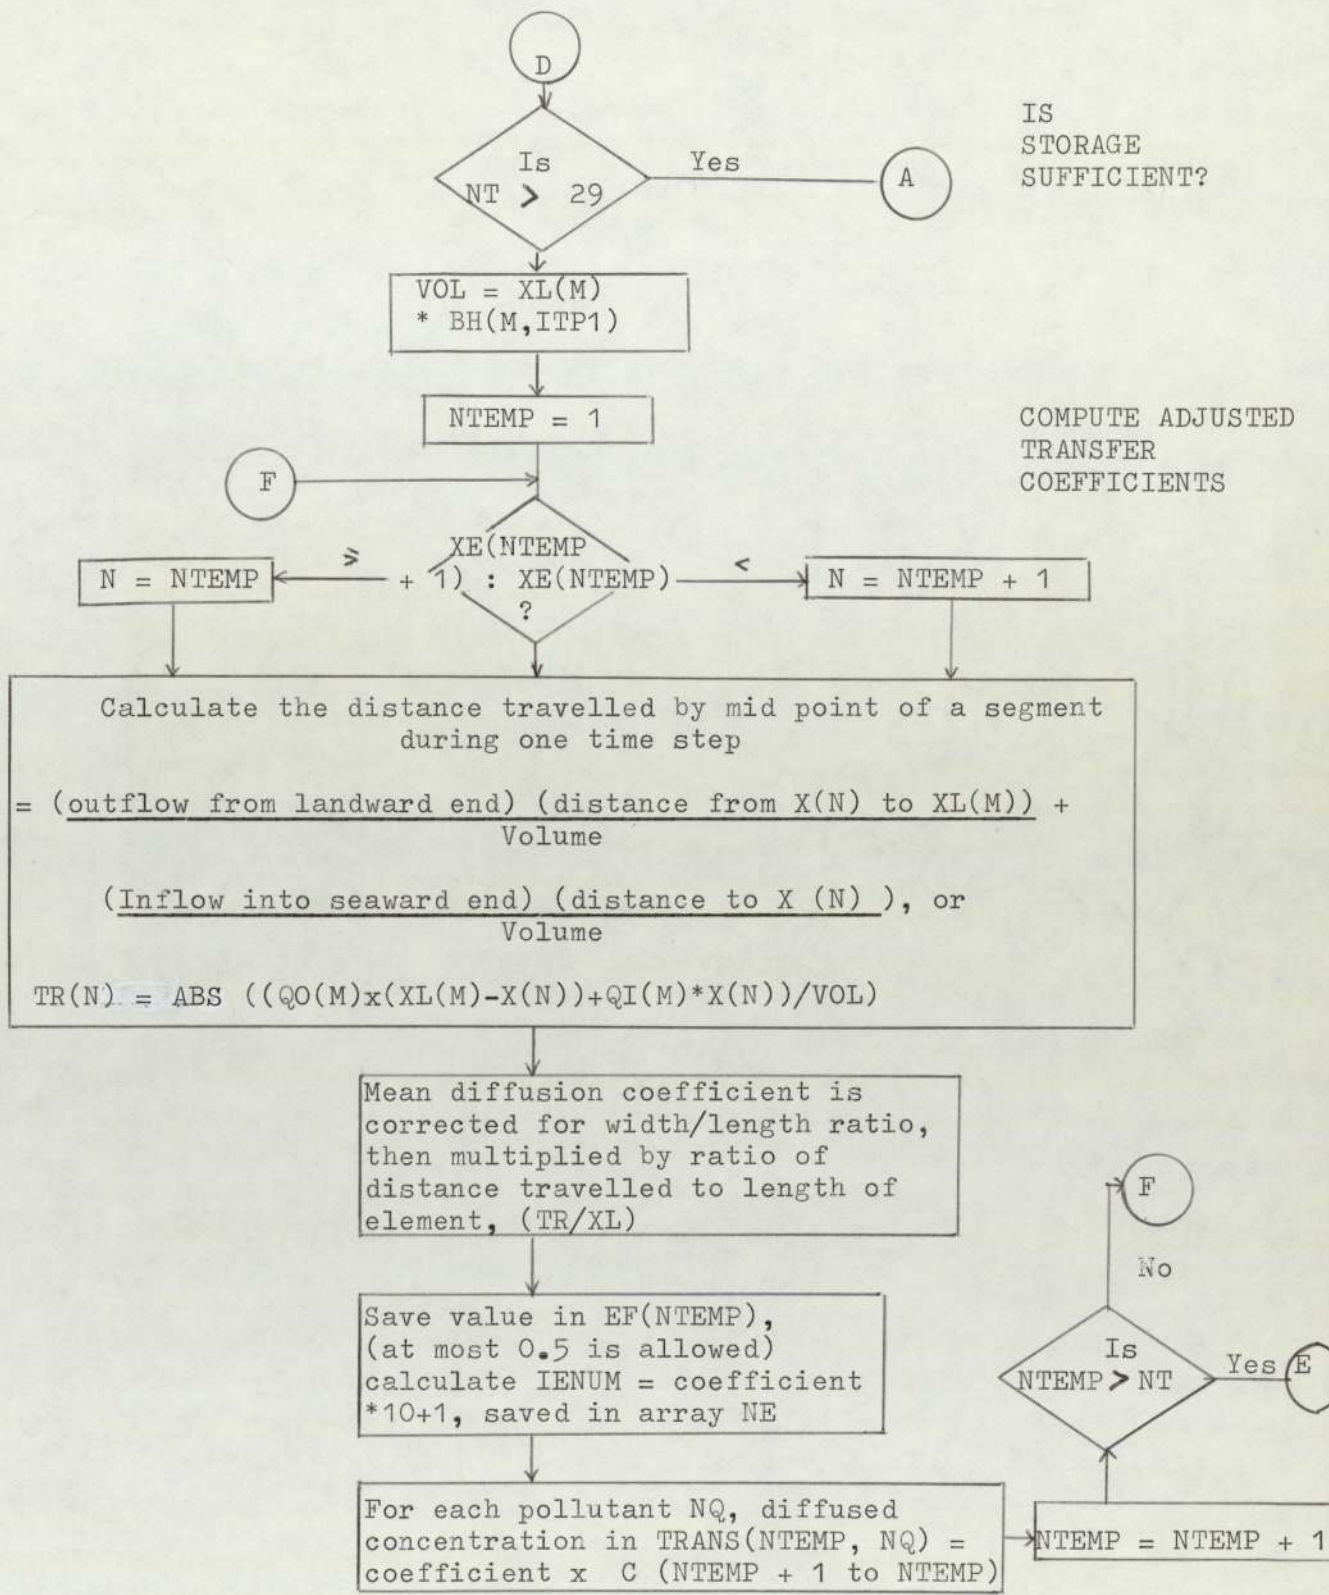 D
IS
STORAGE
SUFFICIENT?
Is
NT > 29
Yes
A
VOL = XL(M)
* BH(M,ITP1)
NTEMP = 1
COMPUTE ADJUSTED
TRANSFER
COEFFICIENTS
F
XE(NTEMP
+ 1) : XE(NTEMP)
?
≥
N = NTEMP
<
N = NTEMP + 1
Calculate the distance travelled by mid point of a segment
during one time step
= (outflow from landward end) (distance from X(N) to XL(M)) +
Volume
(Inflow into seaward end) (distance to X (N) ), or
Volume
TR(N) = ABS ((QO(M)x(XL(M)-X(N))+QI(M)*X(N))/VOL)
Mean diffusion coefficient is
corrected for width/length ratio,
then multiplied by ratio of
distance travelled to length of
element, (TR/XL)
F
No
Save value in EF(NTEMP),
(at most 0.5 is allowed)
calculate IENUM = coefficient
*10+1, saved in array NE
Is
NTEMP > NT
Yes
E
For each pollutant NQ, diffused
concentration in TRANS(NTEMP, NQ) =
coefficient x C (NTEMP + 1 to NTEMP)
NTEMP = NTEMP + 1